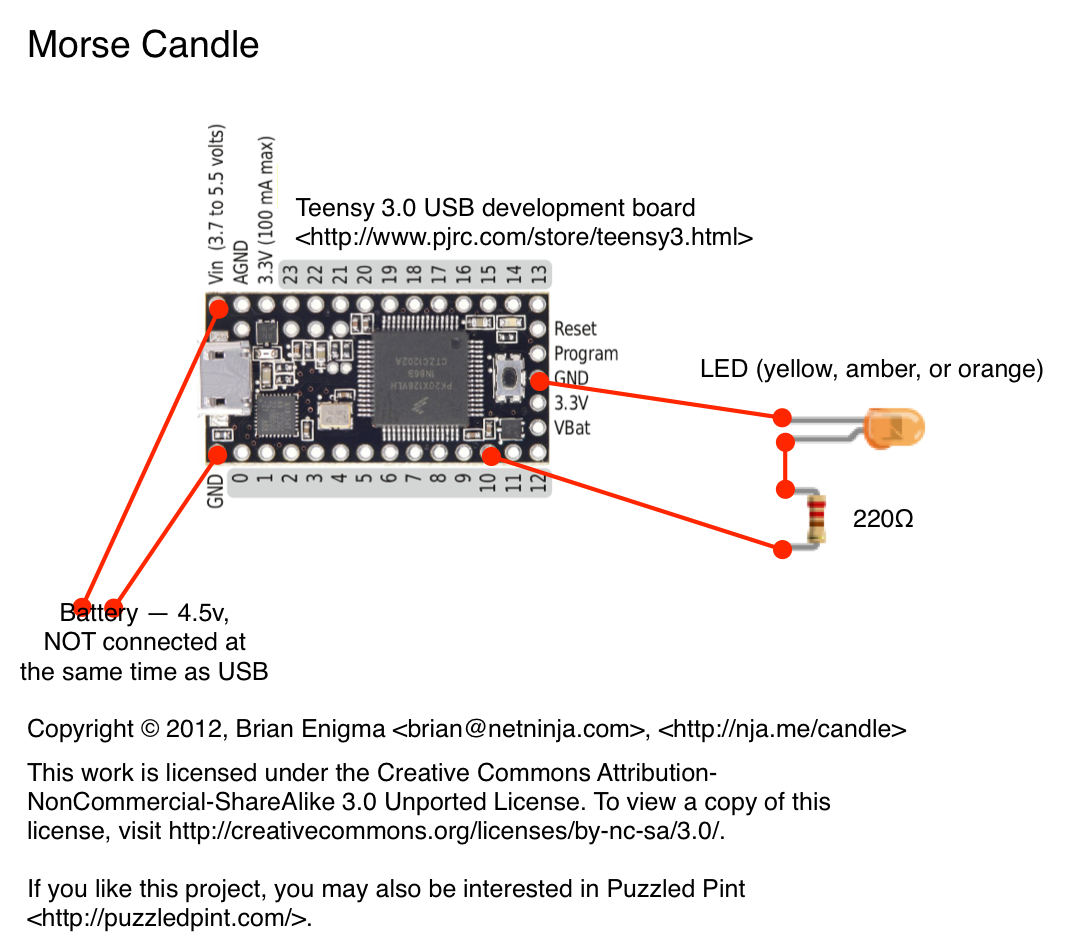 Morse Candle
Vin (3.7 to 5.5 volts)
AGND
3.3V (100 mA max)
Teensy 3.0 USB development board
<http://www.pjrc.com/store/teensy3.html>
23 22 21 20 19 18 17 16 15 14 13
Reset
Program
GND
3.3V
VBat
PK20X128VLH
1N86S
CTZC1202A
LED (yellow, amber, or orange)
GND 0 1 2 3 4 5 6 7 8 9 10 11 12
220Ω
Battery — 4.5v,
NOT connected at
the same time as USB
Copyright © 2012, Brian Enigma <brian@netninja.com>, <http://nja.me/candle>
This work is licensed under the Creative Commons Attribution-
NonCommercial-ShareAlike 3.0 Unported License. To view a copy of this
license, visit http://creativecommons.org/licenses/by-nc-sa/3.0/.
If you like this project, you may also be interested in Puzzled Pint
<http://puzzledpint.com/>.